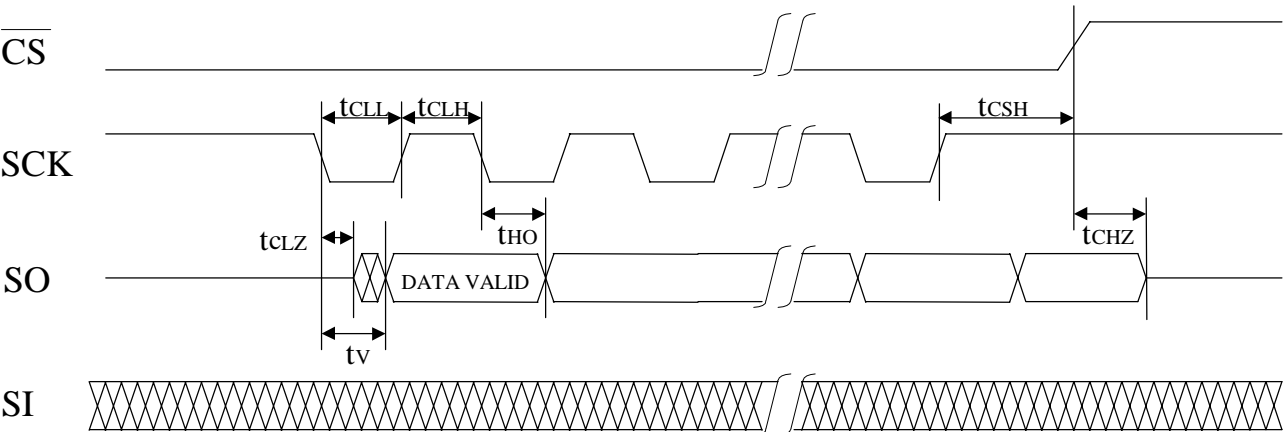 CS
tCLL
tCLH
tCSH
SCK
tHO
tCHZ
tCLZ
SO
DATA VALID
tV
SI